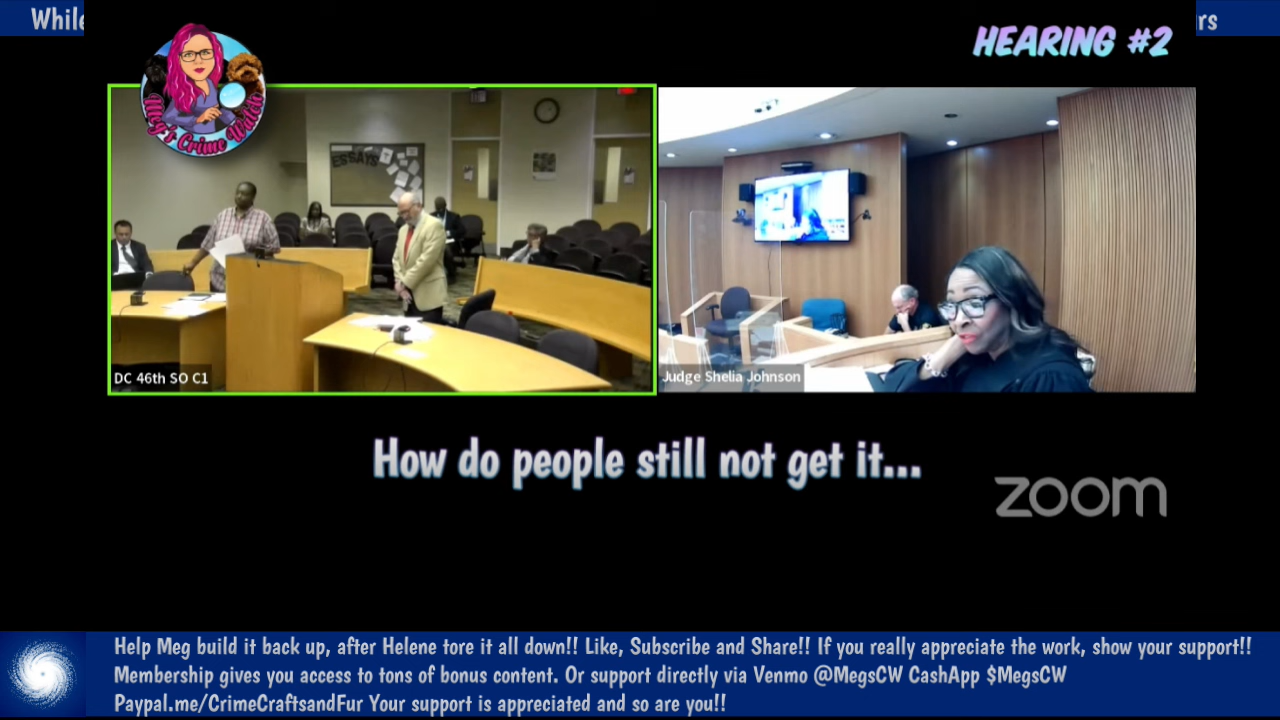 While
rs
HEARING #2
Meg's Crime Watch
ESSAYS
DC 46th SO C1
Judge Shelia Johnson
How do people still not get it...
zoom
Help Meg build it back up, after Helene tore it all down!! Like, Subscribe and Share!! If you really appreciate the work, show your support!!
Membership gives you access to tons of bonus content. Or support directly via Venmo @MegsCW CashApp $MegsCW
Paypal.me/CrimeCraftsandFur Your support is appreciated and so are you!!